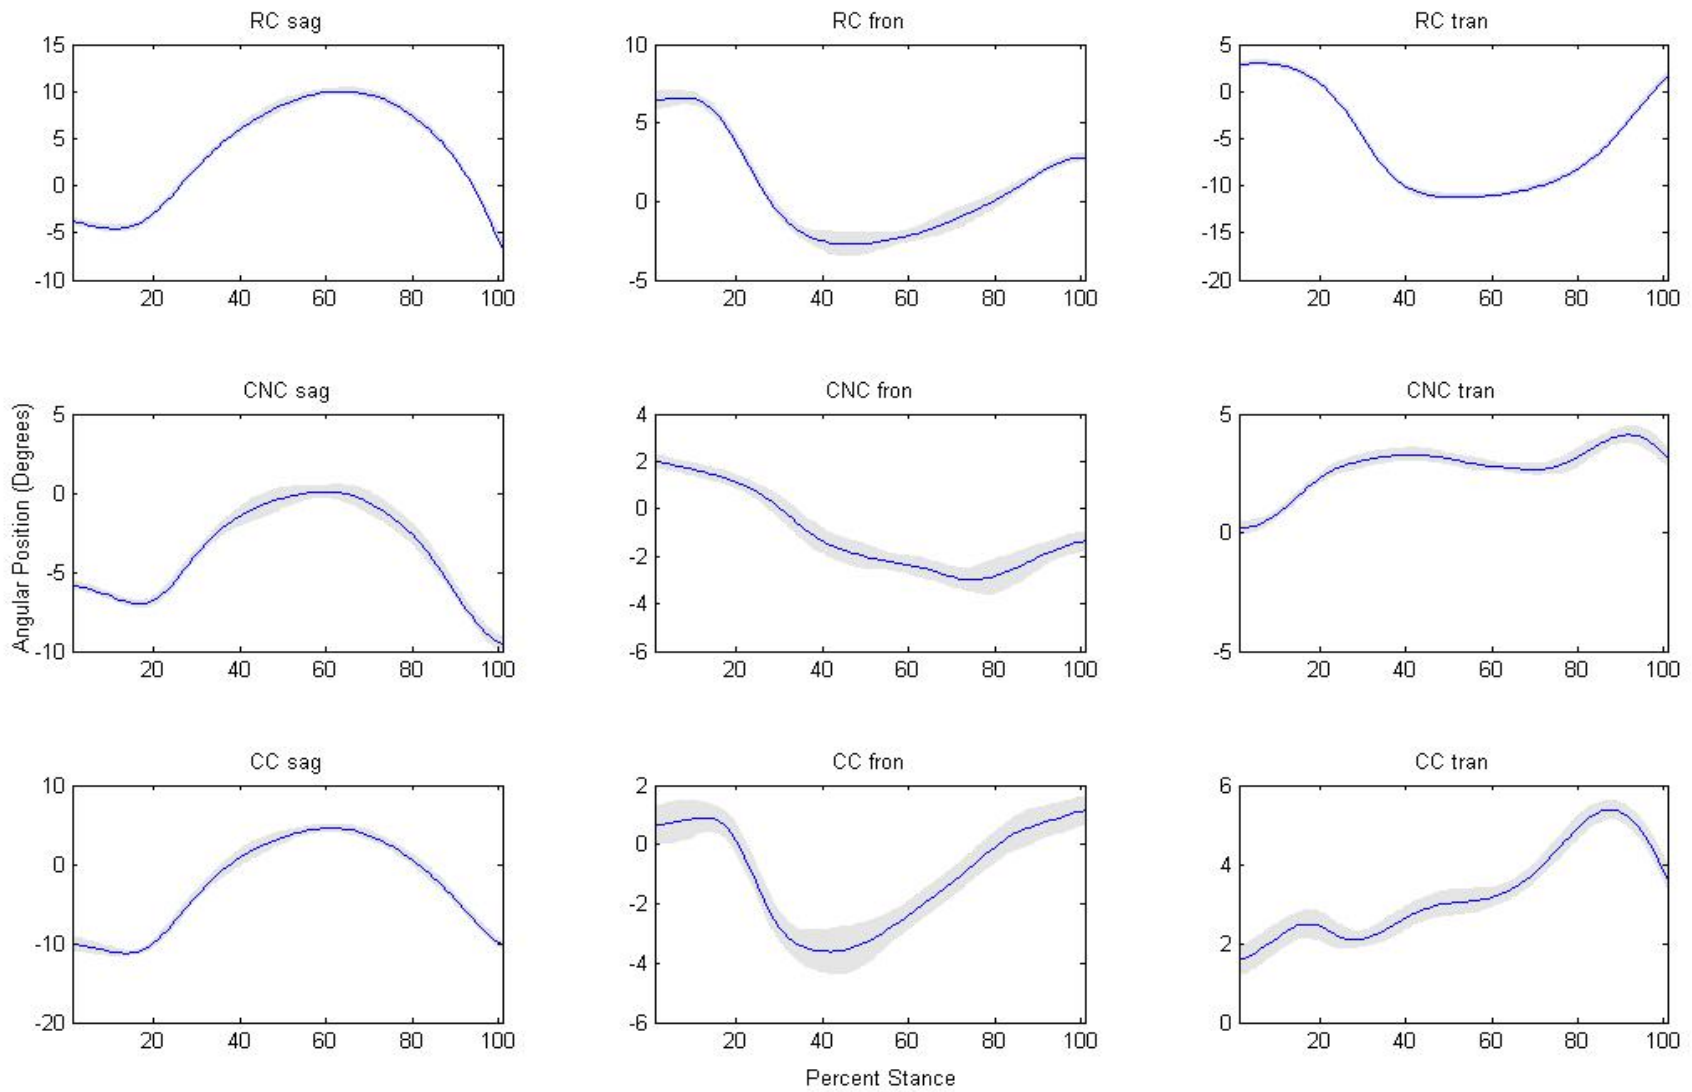 RC sag
RC fron
RC tran
15
10
5
0
-5
-10
20 40 60 80 100
10
5
0
-5
20 40 60 80 100
5
0
-5
-10
-15
-20
20 40 60 80 100
Angular Position (Degrees)
CNC sag
CNC fron
CNC tran
5
0
-5
-10
20 40 60 80 100
4
2
0
-2
-4
-6
20 40 60 80 100
5
0
-5
20 40 60 80 100
CC sag
CC fron
CC tran
10
0
-10
-20
20 40 60 80 100
2
0
-2
-4
-6
20 40 60 80 100
6
4
2
0
20 40 60 80 100
Percent Stance